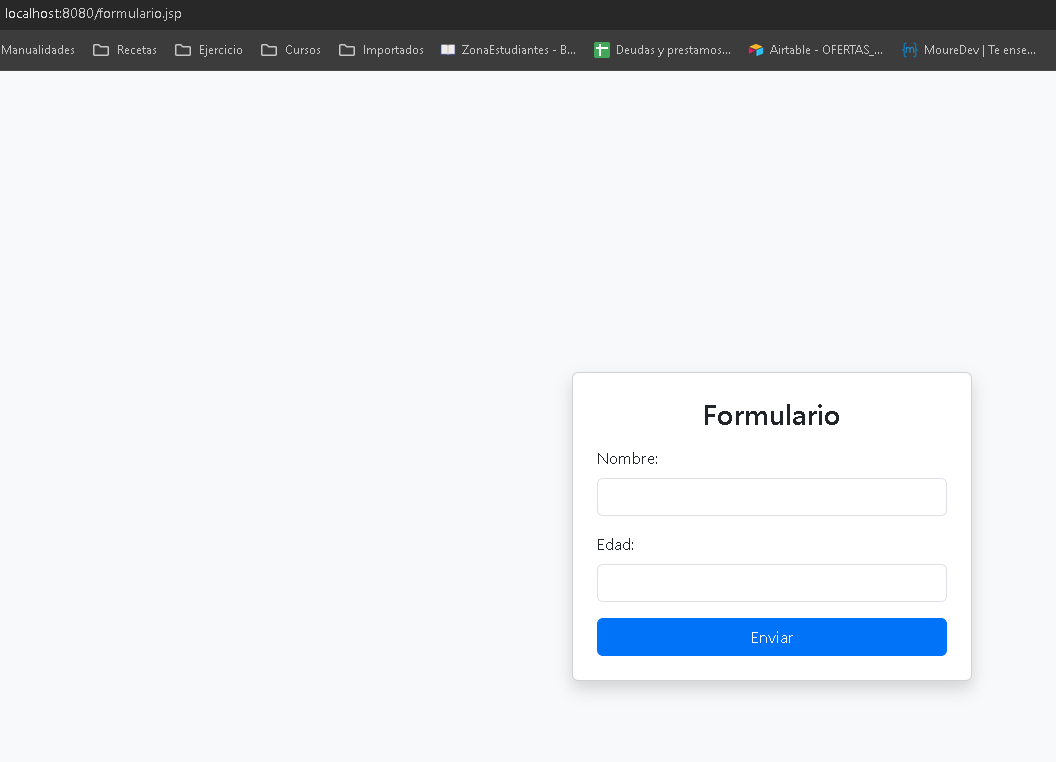 localhost:8080/formulario.jsp
Manualidades Recetas Ejercicio Cursos Importados ZonaEstudiantes - B... Deudas y prestamos... Airtable - OFERTAS_... {m} MoureDev | Te ense...
Formulario
Nombre:
Edad:
Enviar